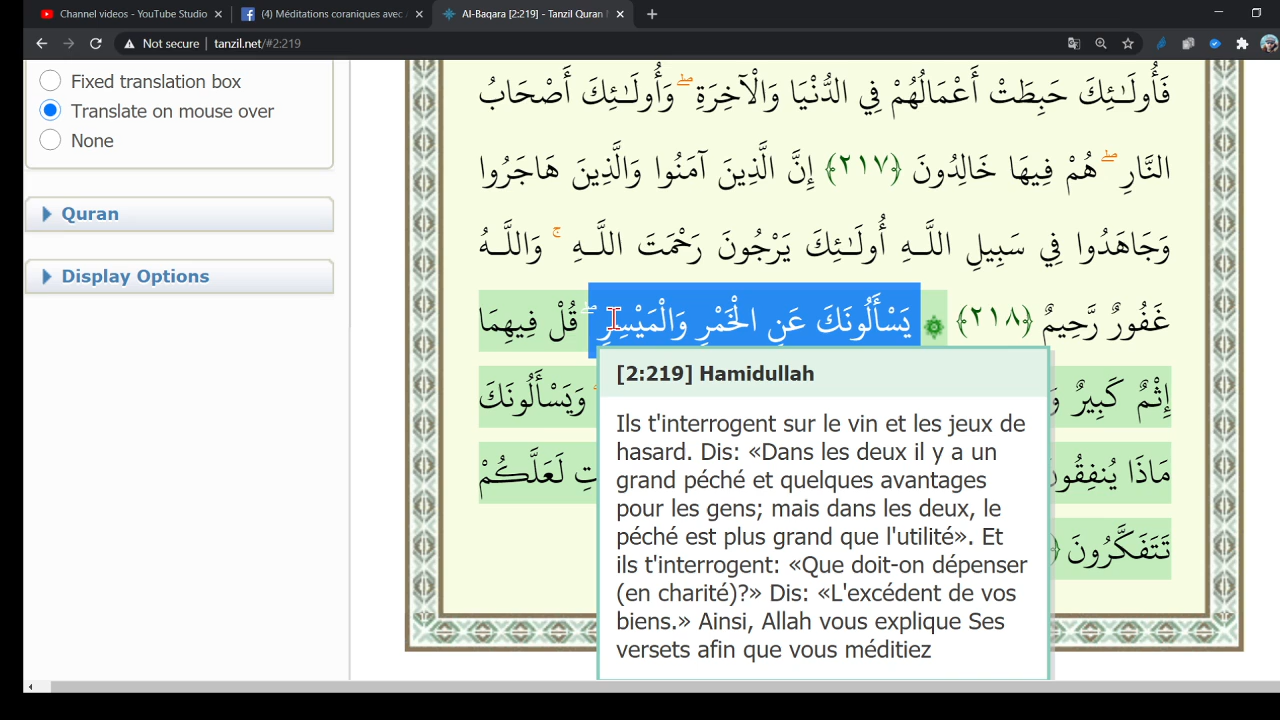 Channel videos - YouTube Studio
(4) Méditations coraniques avec
Al-Baqara [2:219] - Tanzil Quran
Not secure | tanzil.net/#2:219
Fixed translation box
Translate on mouse over
None
Quran
Display Options
فَأُولَـٰئِكَ حَبِطَتْ أَعْمَالُهُمْ فِي الدُّنْيَا وَالْآخِرَةِ ۖ وَأُولَـٰئِكَ أَصْحَابُ
النَّارِ ۖ هُمْ فِيهَا خَالِدُونَ ﴿٢١٧﴾ إِنَّ الَّذِينَ آمَنُوا وَالَّذِينَ هَاجَرُوا
وَجَاهَدُوا فِي سَبِيلِ اللَّـهِ أُولَـٰئِكَ يَرْجُونَ رَحْمَتَ اللَّـهِ ۚ وَاللَّـهُ
غَفُورٌ رَّحِيمٌ ﴿٢١٨﴾ ۞ يَسْأَلُونَكَ عَنِ الْخَمْرِ وَالْمَيْسِرِ ۖ قُلْ فِيهِمَا
إِثْمٌ كَبِيرٌ وَيَسْأَلُونَكَ
مَاذَا يُنفِقُونَ لَعَلَّكُمْ
تَتَفَكَّرُونَ
[2:219] Hamidullah
Ils t'interrogent sur le vin et les jeux de
hasard. Dis: «Dans les deux il y a un
grand péché et quelques avantages
pour les gens; mais dans les deux, le
péché est plus grand que l'utilité». Et
ils t'interrogent: «Que doit-on dépenser
(en charité)?» Dis: «L'excédent de vos
biens.» Ainsi, Allah vous explique Ses
versets afin que vous méditiez